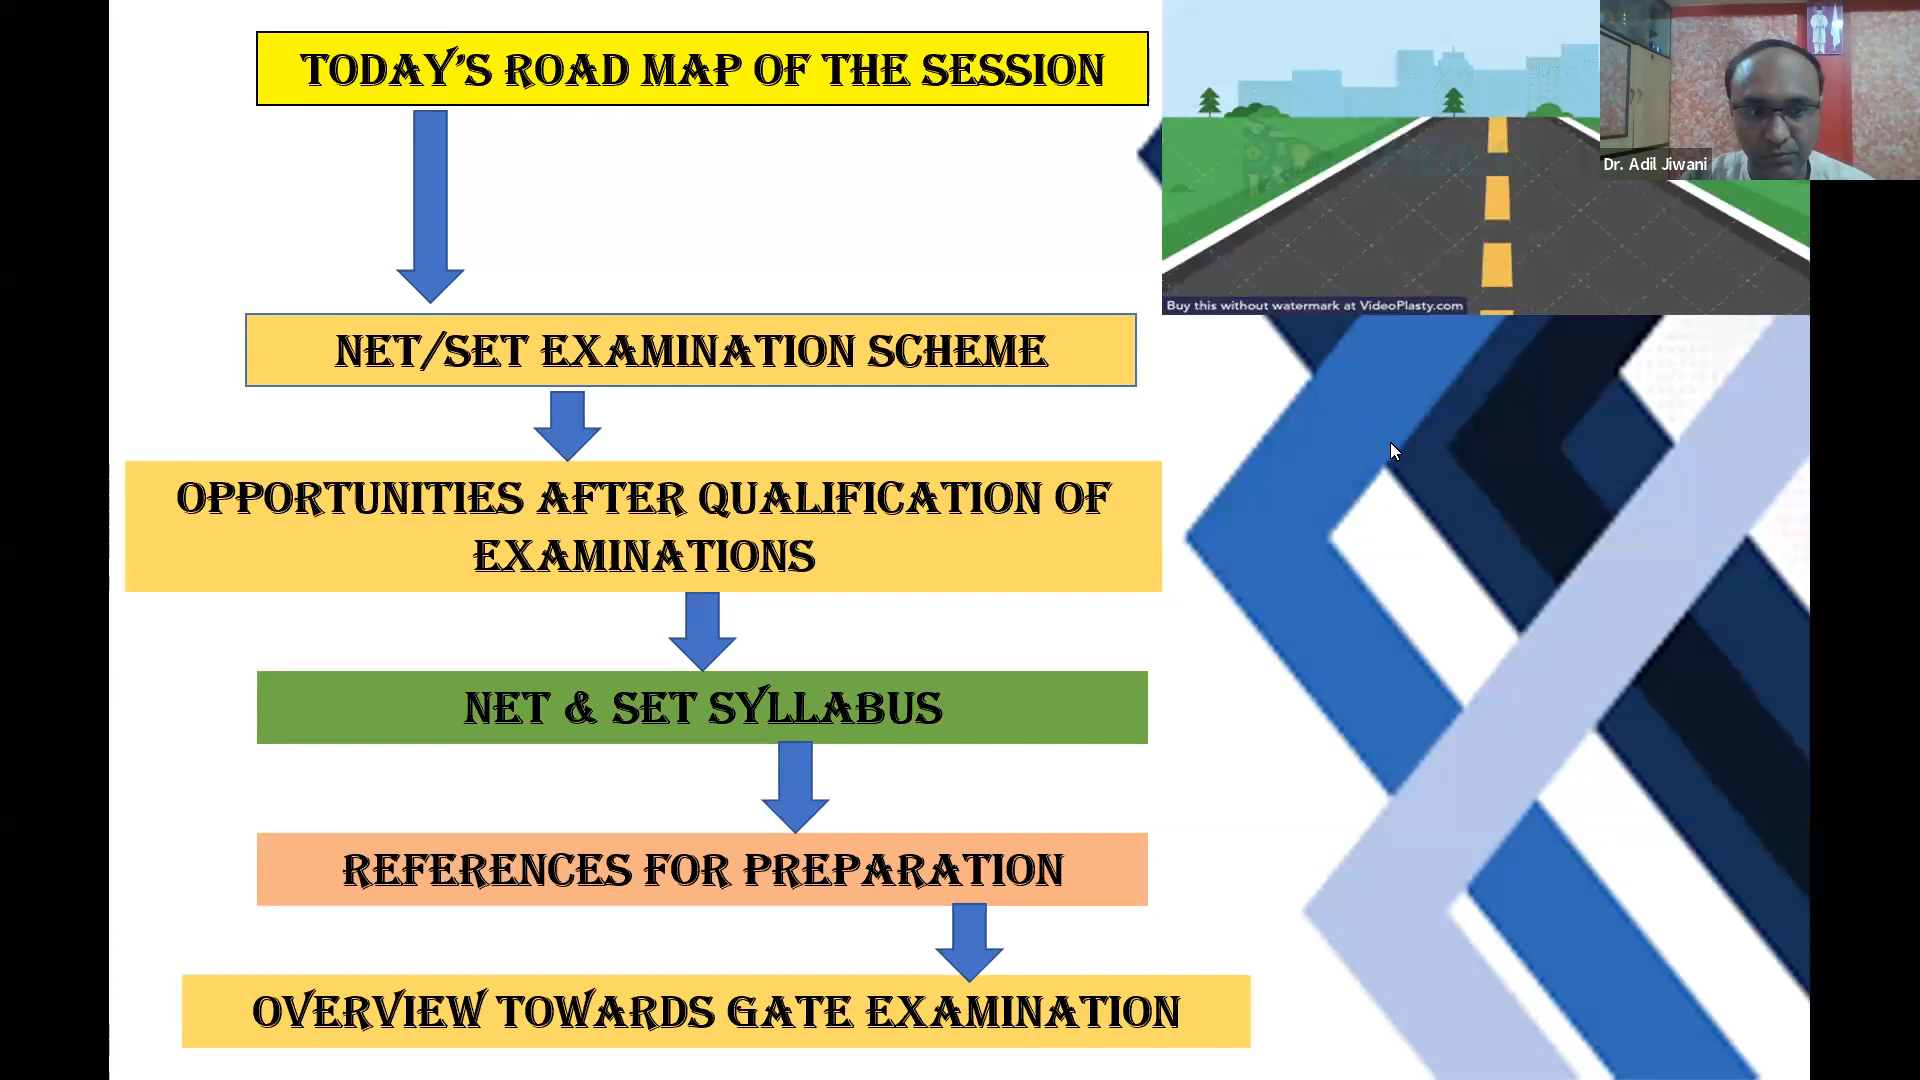 TODAY'S ROAD MAP OF THE SESSION
Dr. Adil Jiwani
Buy this without watermark at VideoPlasty.com
NET/SET EXAMINATION SCHEME
OPPORTUNITIES AFTER QUALIFICATION OF
EXAMINATIONS
NET & SET SYLLABUS
REFERENCES FOR PREPARATION
OVERVIEW TOWARDS GATE EXAMINATION